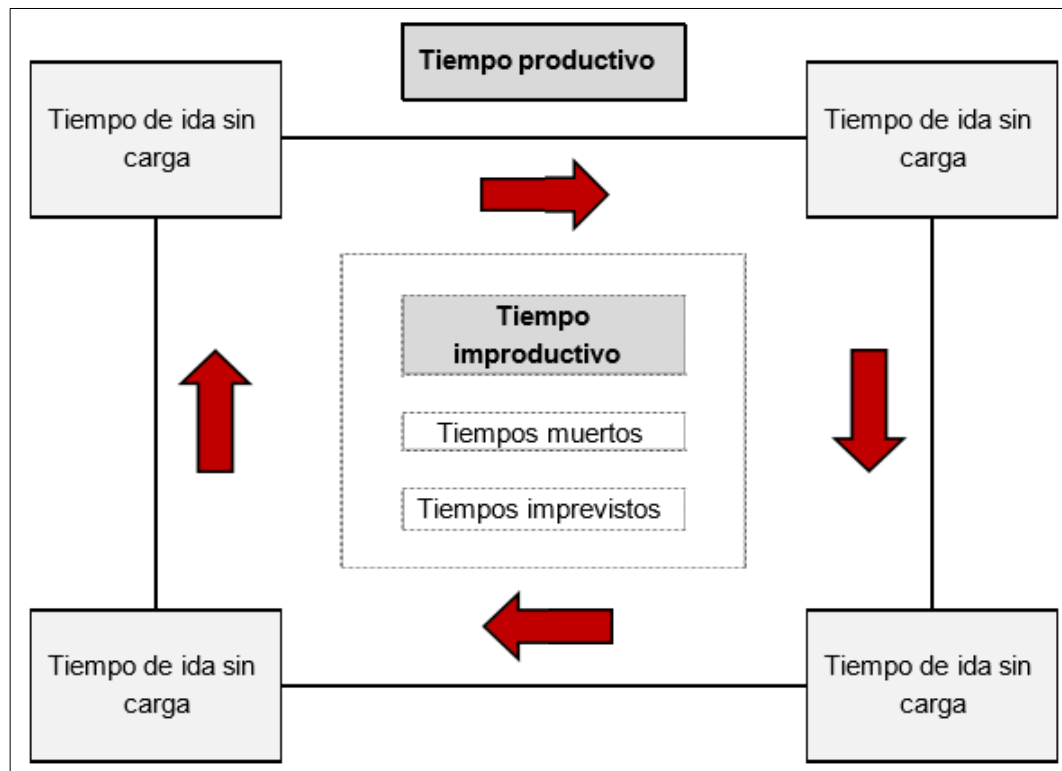 Tiempo productivo
Tiempo de ida sin
carga
Tiempo de ida sin
carga
Tiempo
improductivo
Tiempos muertos
Tiempos imprevistos
Tiempo de ida sin
carga
Tiempo de ida sin
carga